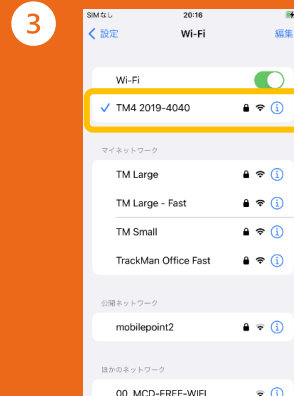 3
SIMなし 20:16
設定 Wi-Fi 編集
Wi-Fi
TM4 2019-4040
マイネットワーク
TM Large
TM Large - Fast
TM Small
TrackMan Office Fast
公開ネットワーク
mobilepoint2
ほかのネットワーク
00_MCD-FREE-WIFI